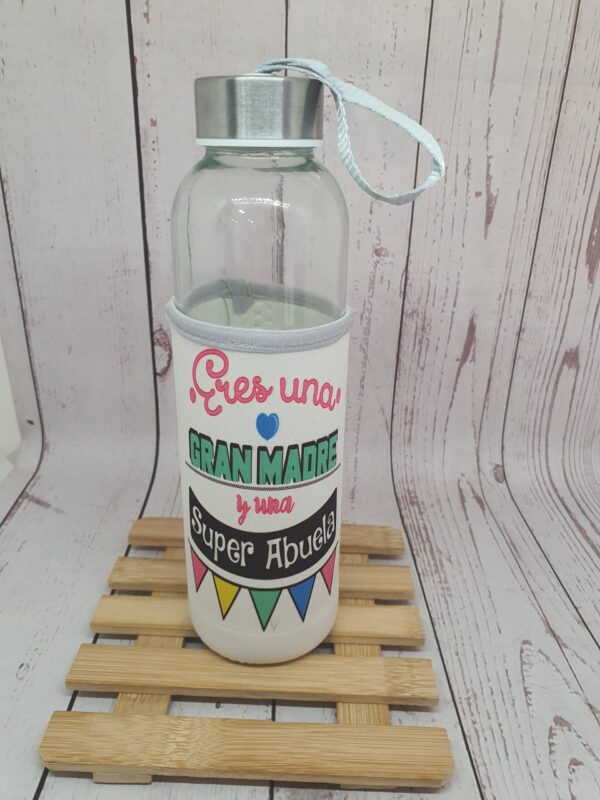 Eres una
GRAN MADRE
y una
Super Abuela